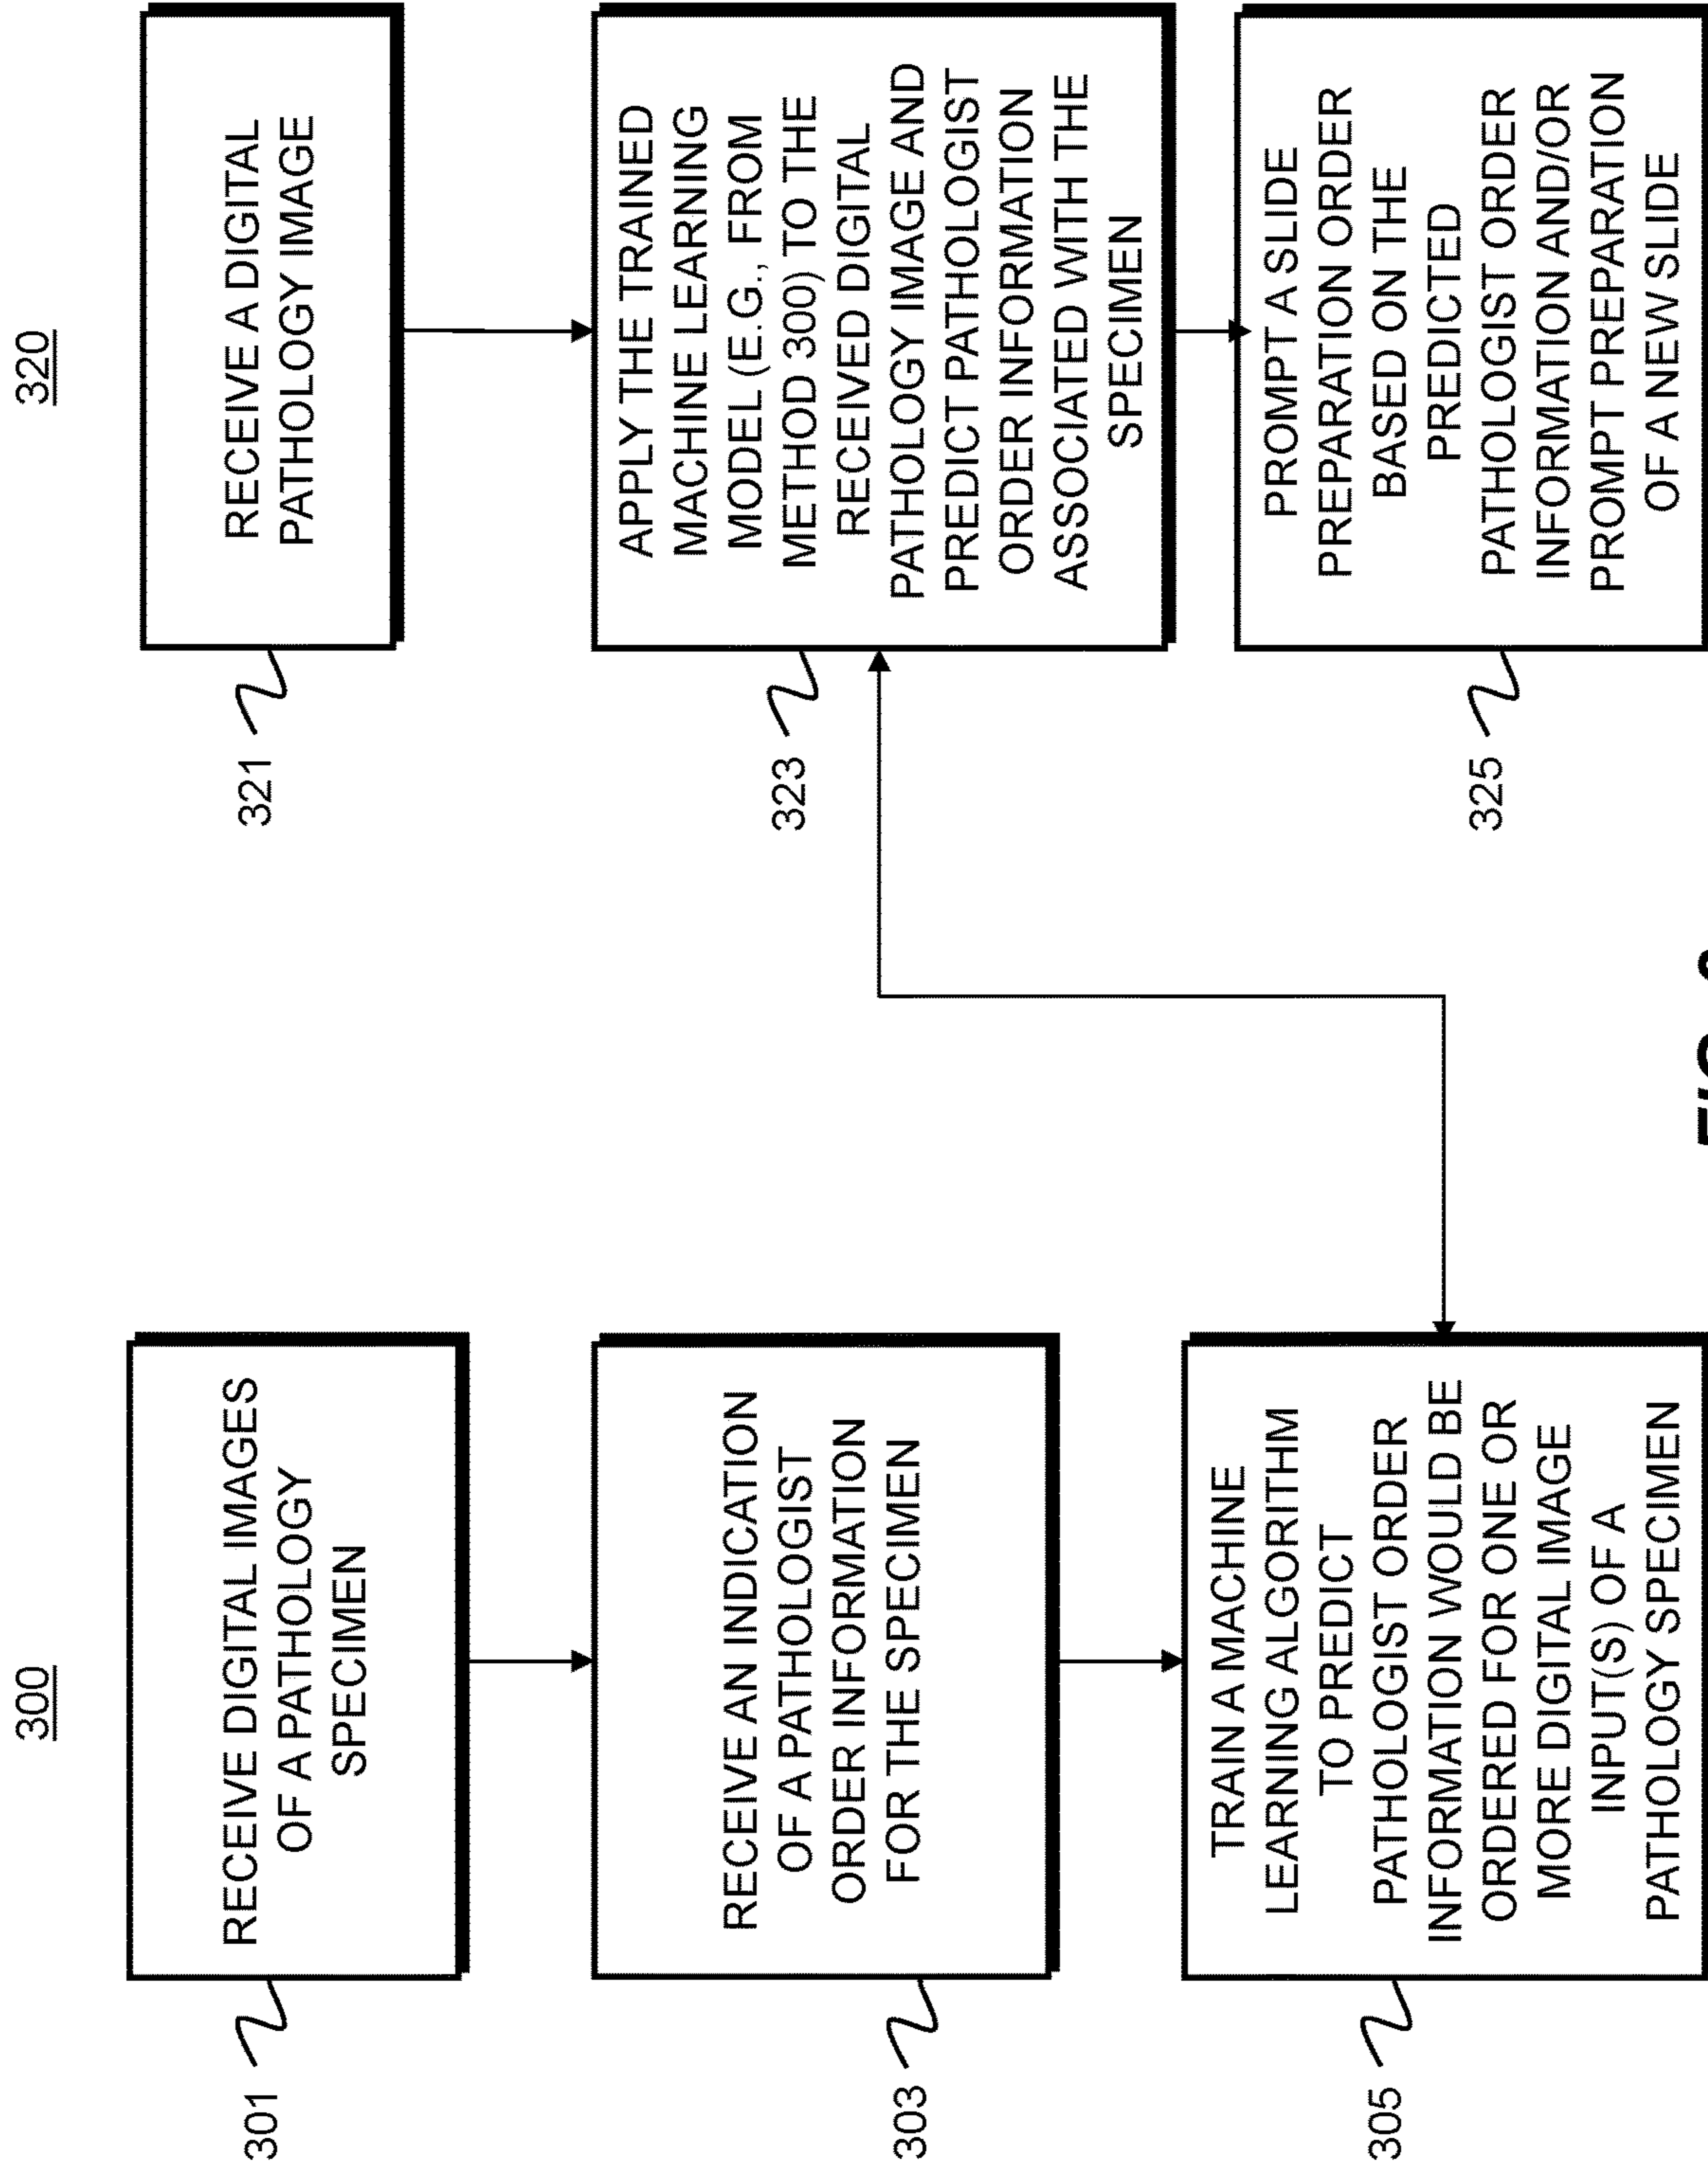 300
301
RECEIVE DIGITAL IMAGES
OF A PATHOLOGY
SPECIMEN
303
RECEIVE AN INDICATION
OF A PATHOLOGIST
ORDER INFORMATION
FOR THE SPECIMEN
305
TRAIN A MACHINE
LEARNING ALGORITHM
TO PREDICT
PATHOLOGIST ORDER
INFORMATION WOULD BE
ORDERED FOR ONE OR
MORE DIGITAL IMAGE
INPUT(S) OF A
PATHOLOGY SPECIMEN
320
321
RECEIVE A DIGITAL
PATHOLOGY IMAGE
323
APPLY THE TRAINED
MACHINE LEARNING
MODEL (E.G., FROM
METHOD 300) TO THE
RECEIVED DIGITAL
PATHOLOGY IMAGE AND
PREDICT PATHOLOGIST
ORDER INFORMATION
ASSOCIATED WITH THE
SPECIMEN
325
PROMPT A SLIDE
PREPARATION ORDER
BASED ON THE
PREDICTED
PATHOLOGIST ORDER
INFORMATION AND/OR
PROMPT PREPARATION
OF A NEW SLIDE